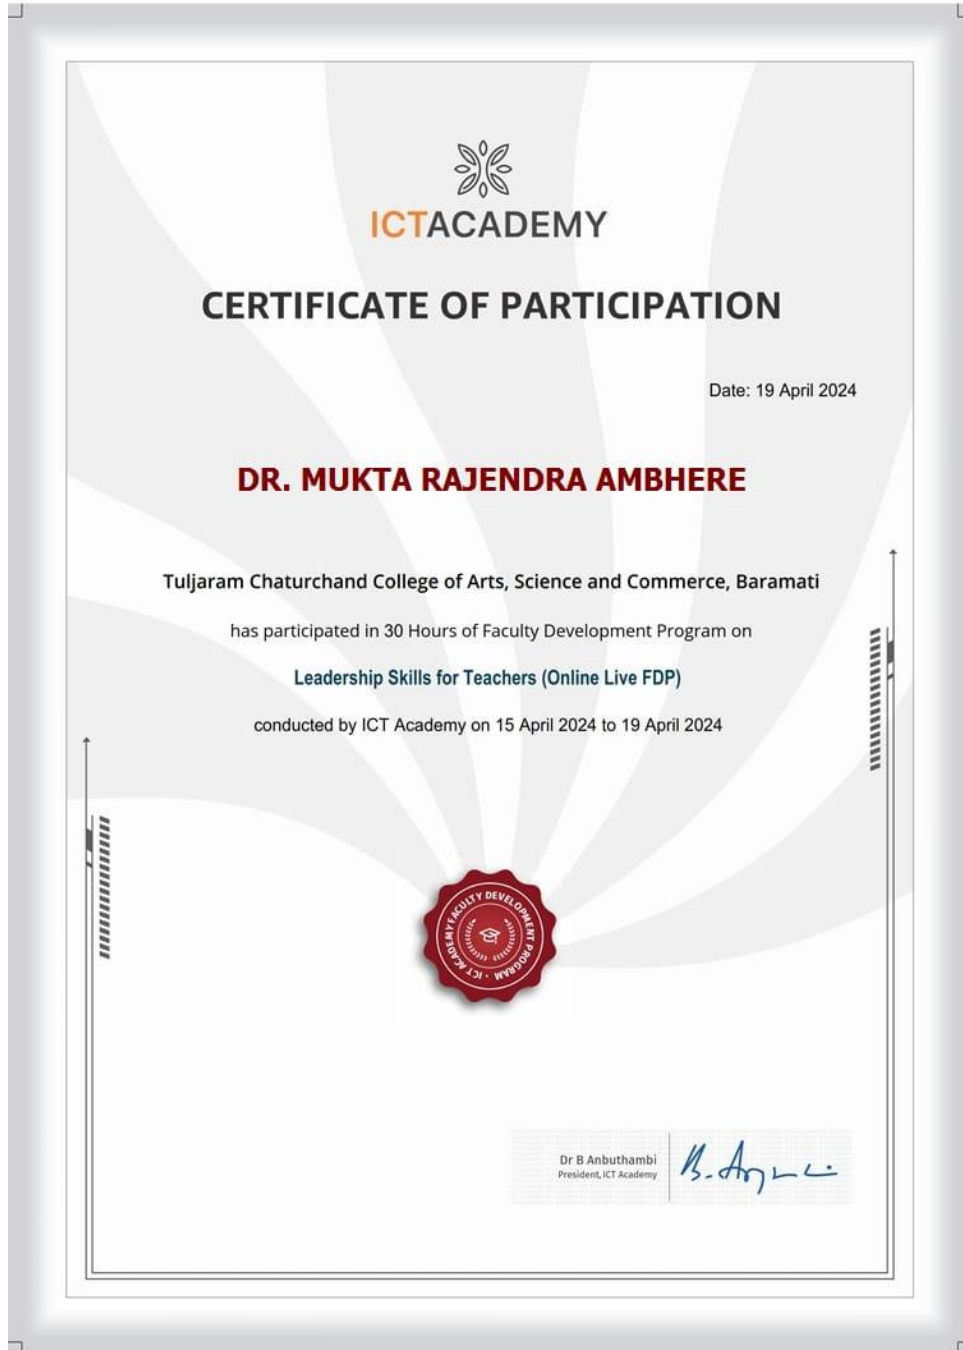 ICTACADEMY
CERTIFICATE OF PARTICIPATION
Date: 19 April 2024
DR. MUKTA RAJENDRA AMBHERE
Tuljaram Chaturchand College of Arts, Science and Commerce, Baramati
has participated in 30 Hours of Faculty Development Program on
Leadership Skills for Teachers (Online Live FDP)
conducted by ICT Academy on 15 April 2024 to 19 April 2024
FACULTY DEVELOPMENT PROGRAM · ICT ACADEMY
Dr B Anbuthambi
President, ICT Academy